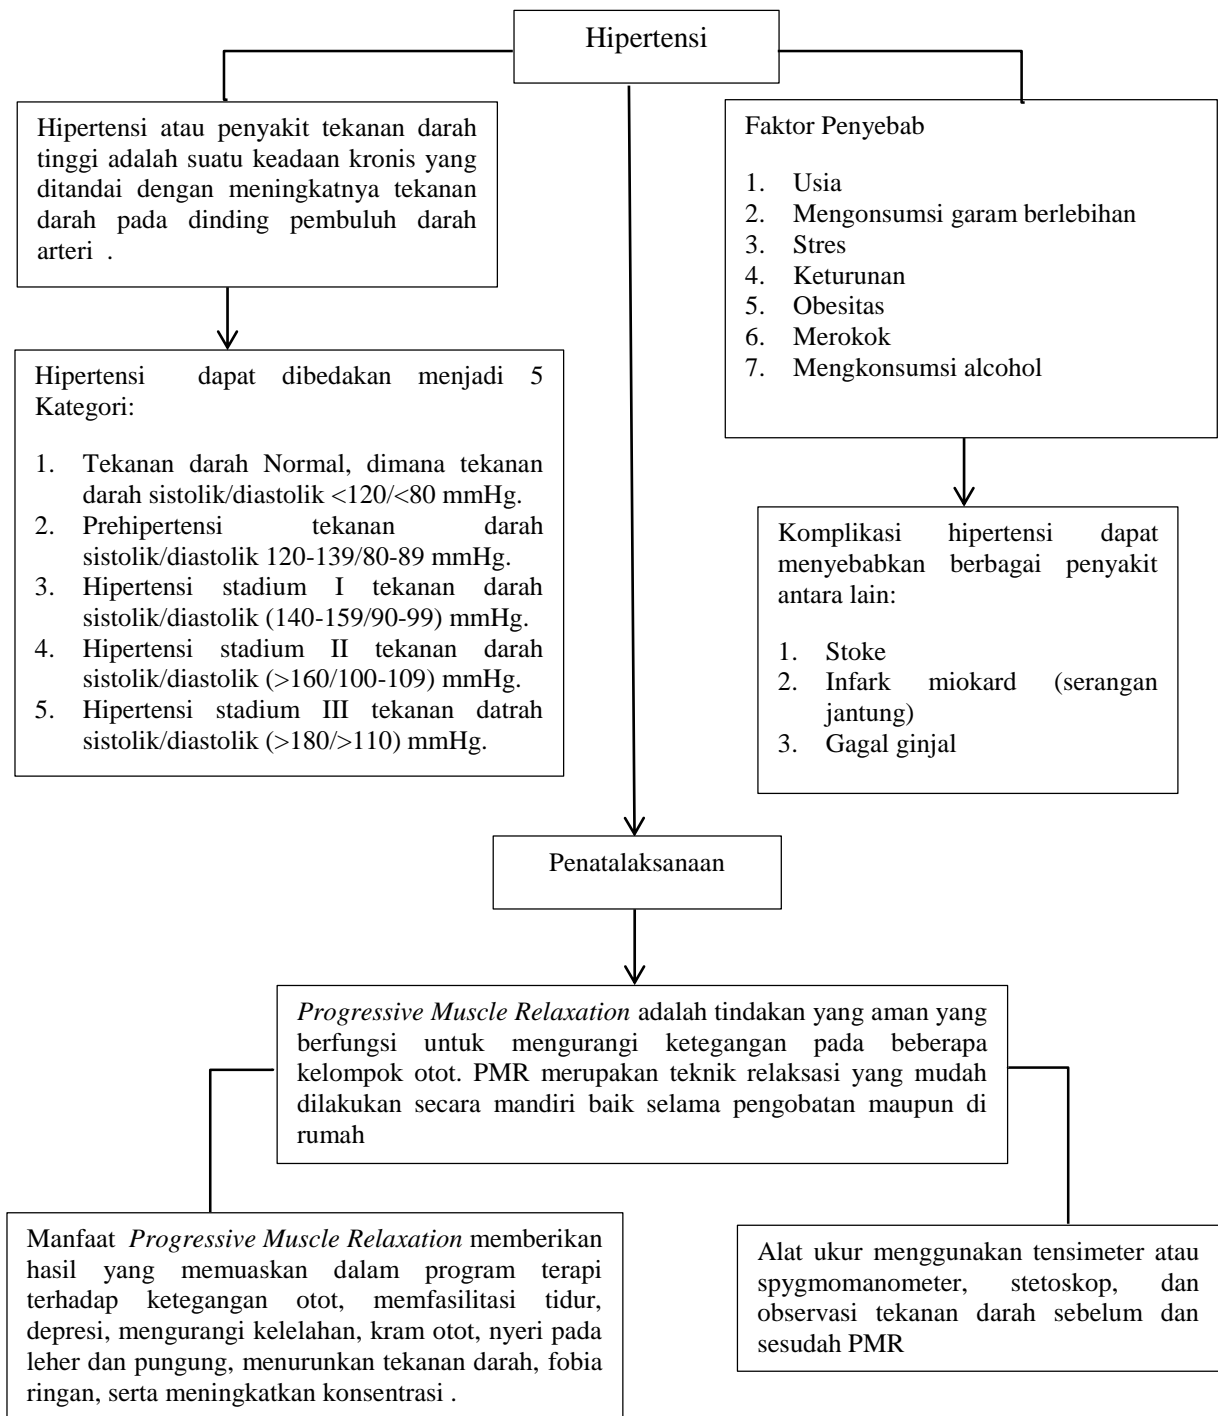 Hipertensi
Hipertensi atau penyakit tekanan darah
tinggi adalah suatu keadaan kronis yang
ditandai dengan meningkatnya tekanan
darah pada dinding pembuluh darah
arteri .
Faktor Penyebab
1. Usia
2. Mengonsumsi garam berlebihan
3. Stres
4. Keturunan
5. Obesitas
6. Merokok
7. Mengkonsumsi alcohol
Hipertensi dapat dibedakan menjadi 5
Kategori:
1. Tekanan darah Normal, dimana tekanan
darah sistolik/diastolik <120/<80 mmHg.
2. Prehipertensi tekanan darah
sistolik/diastolik 120-139/80-89 mmHg.
3. Hipertensi stadium I tekanan darah
sistolik/diastolik (140-159/90-99) mmHg.
4. Hipertensi stadium II tekanan darah
sistolik/diastolik (>160/100-109) mmHg.
5. Hipertensi stadium III tekanan datrah
sistolik/diastolik (>180/>110) mmHg.
Komplikasi hipertensi dapat
menyebabkan berbagai penyakit
antara lain:
1. Stoke
2. Infark miokard (serangan
jantung)
3. Gagal ginjal
Penatalaksanaan
Progressive Muscle Relaxation adalah tindakan yang aman yang
berfungsi untuk mengurangi ketegangan pada beberapa
kelompok otot. PMR merupakan teknik relaksasi yang mudah
dilakukan secara mandiri baik selama pengobatan maupun di
rumah
Manfaat Progressive Muscle Relaxation memberikan
hasil yang memuaskan dalam program terapi
terhadap ketegangan otot, memfasilitasi tidur,
depresi, mengurangi kelelahan, kram otot, nyeri pada
leher dan pungung, menurunkan tekanan darah, fobia
ringan, serta meningkatkan konsentrasi .
Alat ukur menggunakan tensimeter atau
spygmomanometer, stetoskop, dan
observasi tekanan darah sebelum dan
sesudah PMR